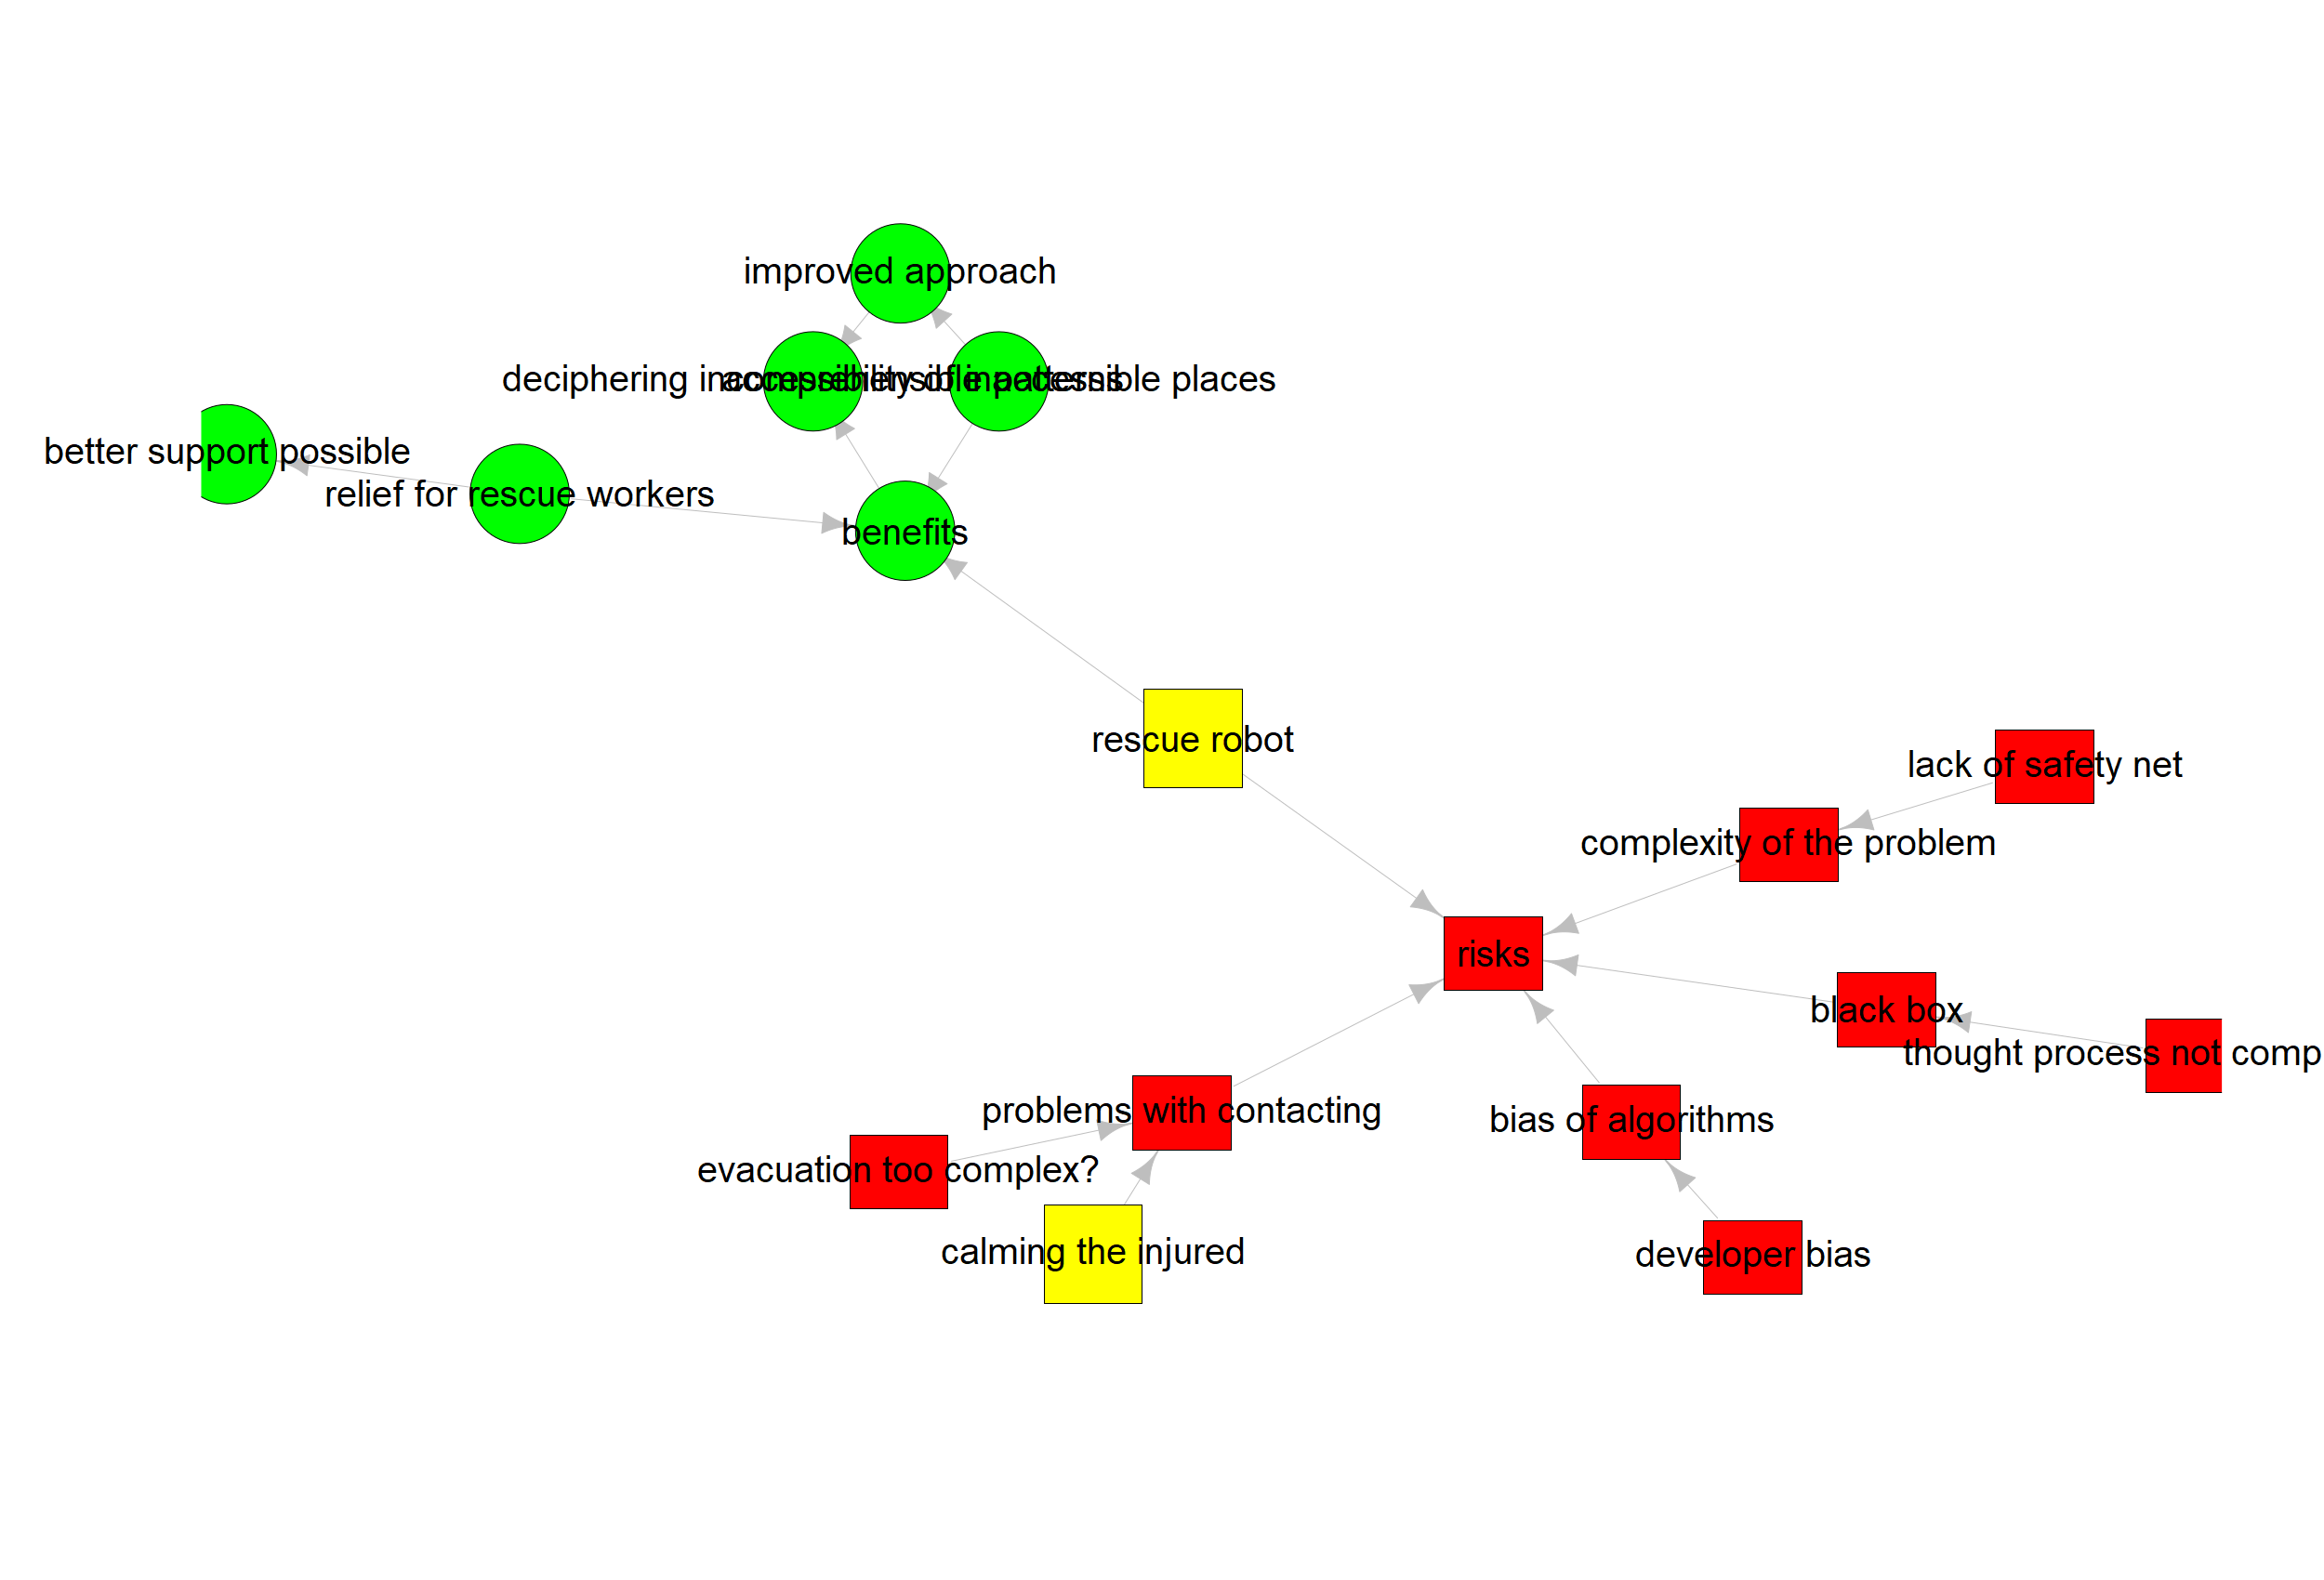 improved approach
deciphering incomprehensible patterns
accessibility of inaccessible places
better support possible
relief for rescue workers
benefits
rescue robot
lack of safety net
complexity of the problem
risks
black box
thought process not comp
problems with contacting
bias of algorithms
evacuation too complex?
calming the injured
developer bias